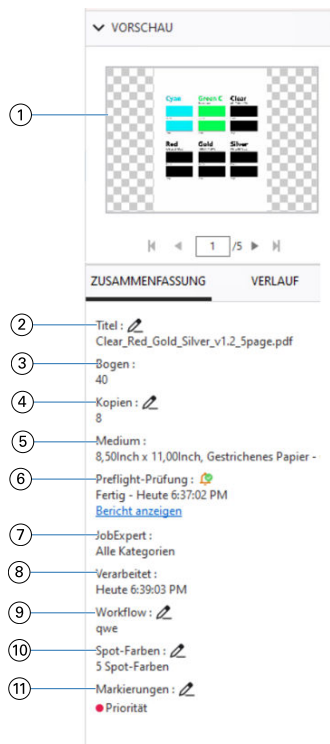 VORSCHAU
Cyan Green C Clear
Red Gold Silver
1 /5
ZUSAMMENFASSUNG VERLAUF
1
2 Titel :
Clear_Red_Gold_Silver_v1.2_5page.pdf
3 Bogen :
40
4 Kopien :
8
5 Medium :
8,50Inch x 11,00Inch, Gestrichenes Papier -
6 Preflight-Prüfung :
Fertig - Heute 6:37:02 PM
Bericht anzeigen
7 JobExpert :
Alle Kategorien
8 Verarbeitet :
Heute 6:39:03 PM
9 Workflow :
qwe
10 Spot-Farben :
5 Spot-Farben
11 Markierungen :
Priorität